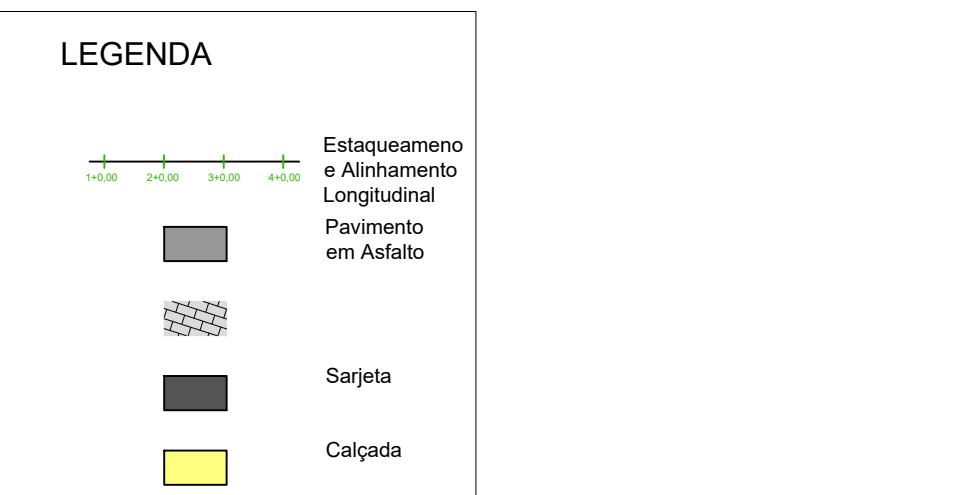 LEGENDA
Estaqueameno
e Alinhamento
Longitudinal
1+0,00 2+0,00 3+0,00 4+0,00
Pavimento
em Asfalto
Sarjeta
Calçada